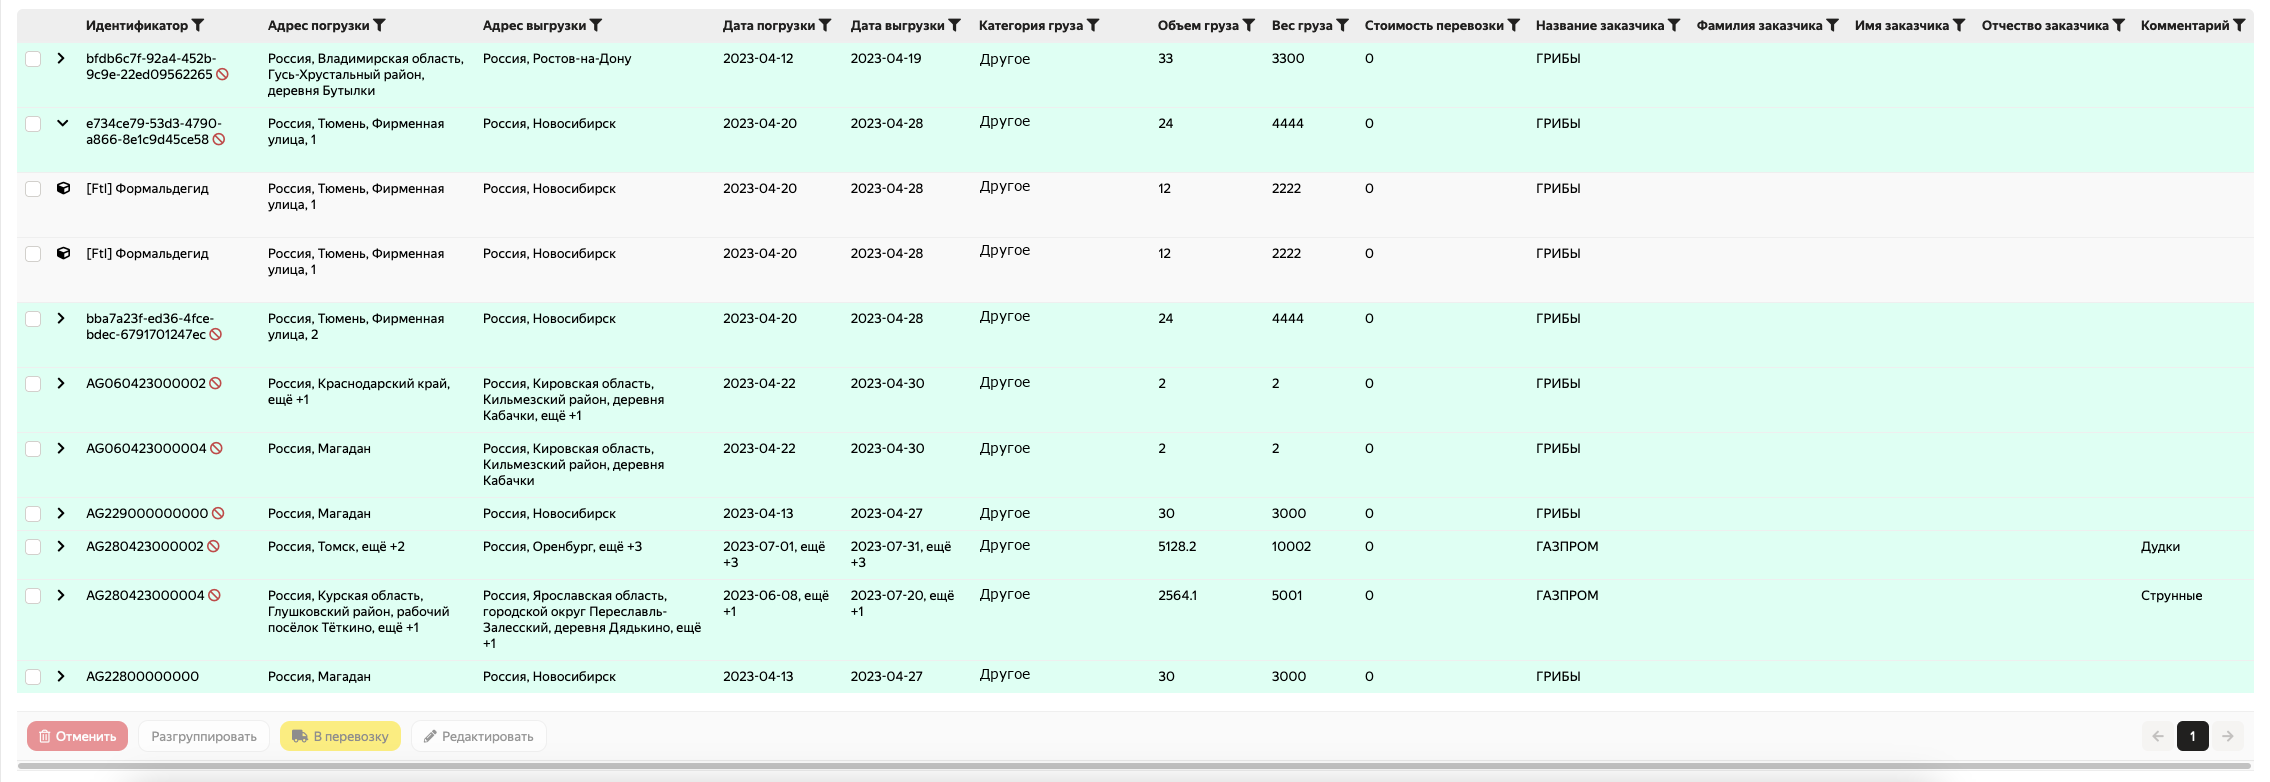 Идентификатор Адрес погрузки Адрес выгрузки Дата погрузки Дата выгрузки Категория груза Объем груза Вес груза Стоимость перевозки Название заказчика Фамилия заказчика Имя заказчика Отчество заказчика Комментарий
bfdb6c7f-92a4-452b- Россия, Владимирская область, Россия, Ростов-на-Дону 2023-04-12 2023-04-19 Другое 33 3300 0 ГРИБЫ
9c9e-22ed09562265 Гусь-Хрустальный район,
деревня Бутылки
e734ce79-53d3-4790- Россия, Тюмень, Фирменная Россия, Новосибирск 2023-04-20 2023-04-28 Другое 24 4444 0 ГРИБЫ
a866-8e1c9d45ce58 улица, 1
[Ftl] Формальдегид Россия, Тюмень, Фирменная Россия, Новосибирск 2023-04-20 2023-04-28 Другое 12 2222 0 ГРИБЫ
улица, 1
[Ftl] Формальдегид Россия, Тюмень, Фирменная Россия, Новосибирск 2023-04-20 2023-04-28 Другое 12 2222 0 ГРИБЫ
улица, 1
bba7a23f-ed36-4fce- Россия, Тюмень, Фирменная Россия, Новосибирск 2023-04-20 2023-04-28 Другое 24 4444 0 ГРИБЫ
bdec-6791701247ec улица, 2
AG060423000002 Россия, Краснодарский край, Россия, Кировская область, 2023-04-22 2023-04-30 Другое 2 2 0 ГРИБЫ
ещё +1 Кильмезский район, деревня
Кабачки, ещё +1
AG060423000004 Россия, Магадан Россия, Кировская область, 2023-04-22 2023-04-30 Другое 2 2 0 ГРИБЫ
Кильмезский район, деревня
Кабачки
AG229000000000 Россия, Магадан Россия, Новосибирск 2023-04-13 2023-04-27 Другое 30 3000 0 ГРИБЫ
AG280423000002 Россия, Томск, ещё +2 Россия, Оренбург, ещё +3 2023-07-01, ещё 2023-07-31, ещё Другое 5128.2 10002 0 ГАЗПРОМ Дудки
+3 +3
AG280423000004 Россия, Курская область, Россия, Ярославская область, 2023-06-08, ещё 2023-07-20, ещё Другое 2564.1 5001 0 ГАЗПРОМ Струнные
Глушковский район, рабочий городской округ Переславль- +1 +1
посёлок Тёткино, ещё +1 Залесский, деревня Дядькино, ещё
+1
AG22800000000 Россия, Магадан Россия, Новосибирск 2023-04-13 2023-04-27 Другое 30 3000 0 ГРИБЫ
Отменить Разгруппировать В перевозку Редактировать 1